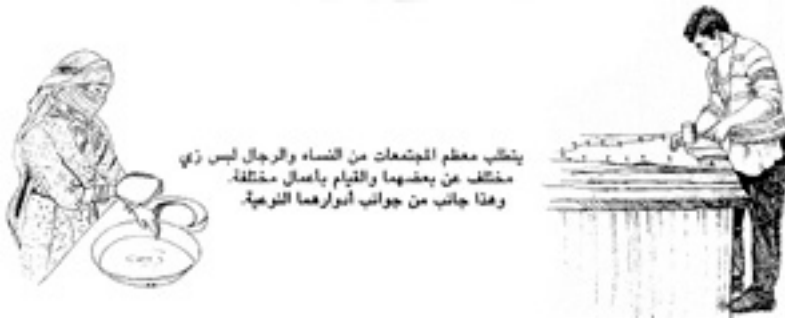 يتطلب معظم المجتمعات من النساء والرجال لبس زي
مختلف عن بعضهما والقيام بأعمال مختلفة.
وهذا جانب من جوانب أدوارهما النوعية.